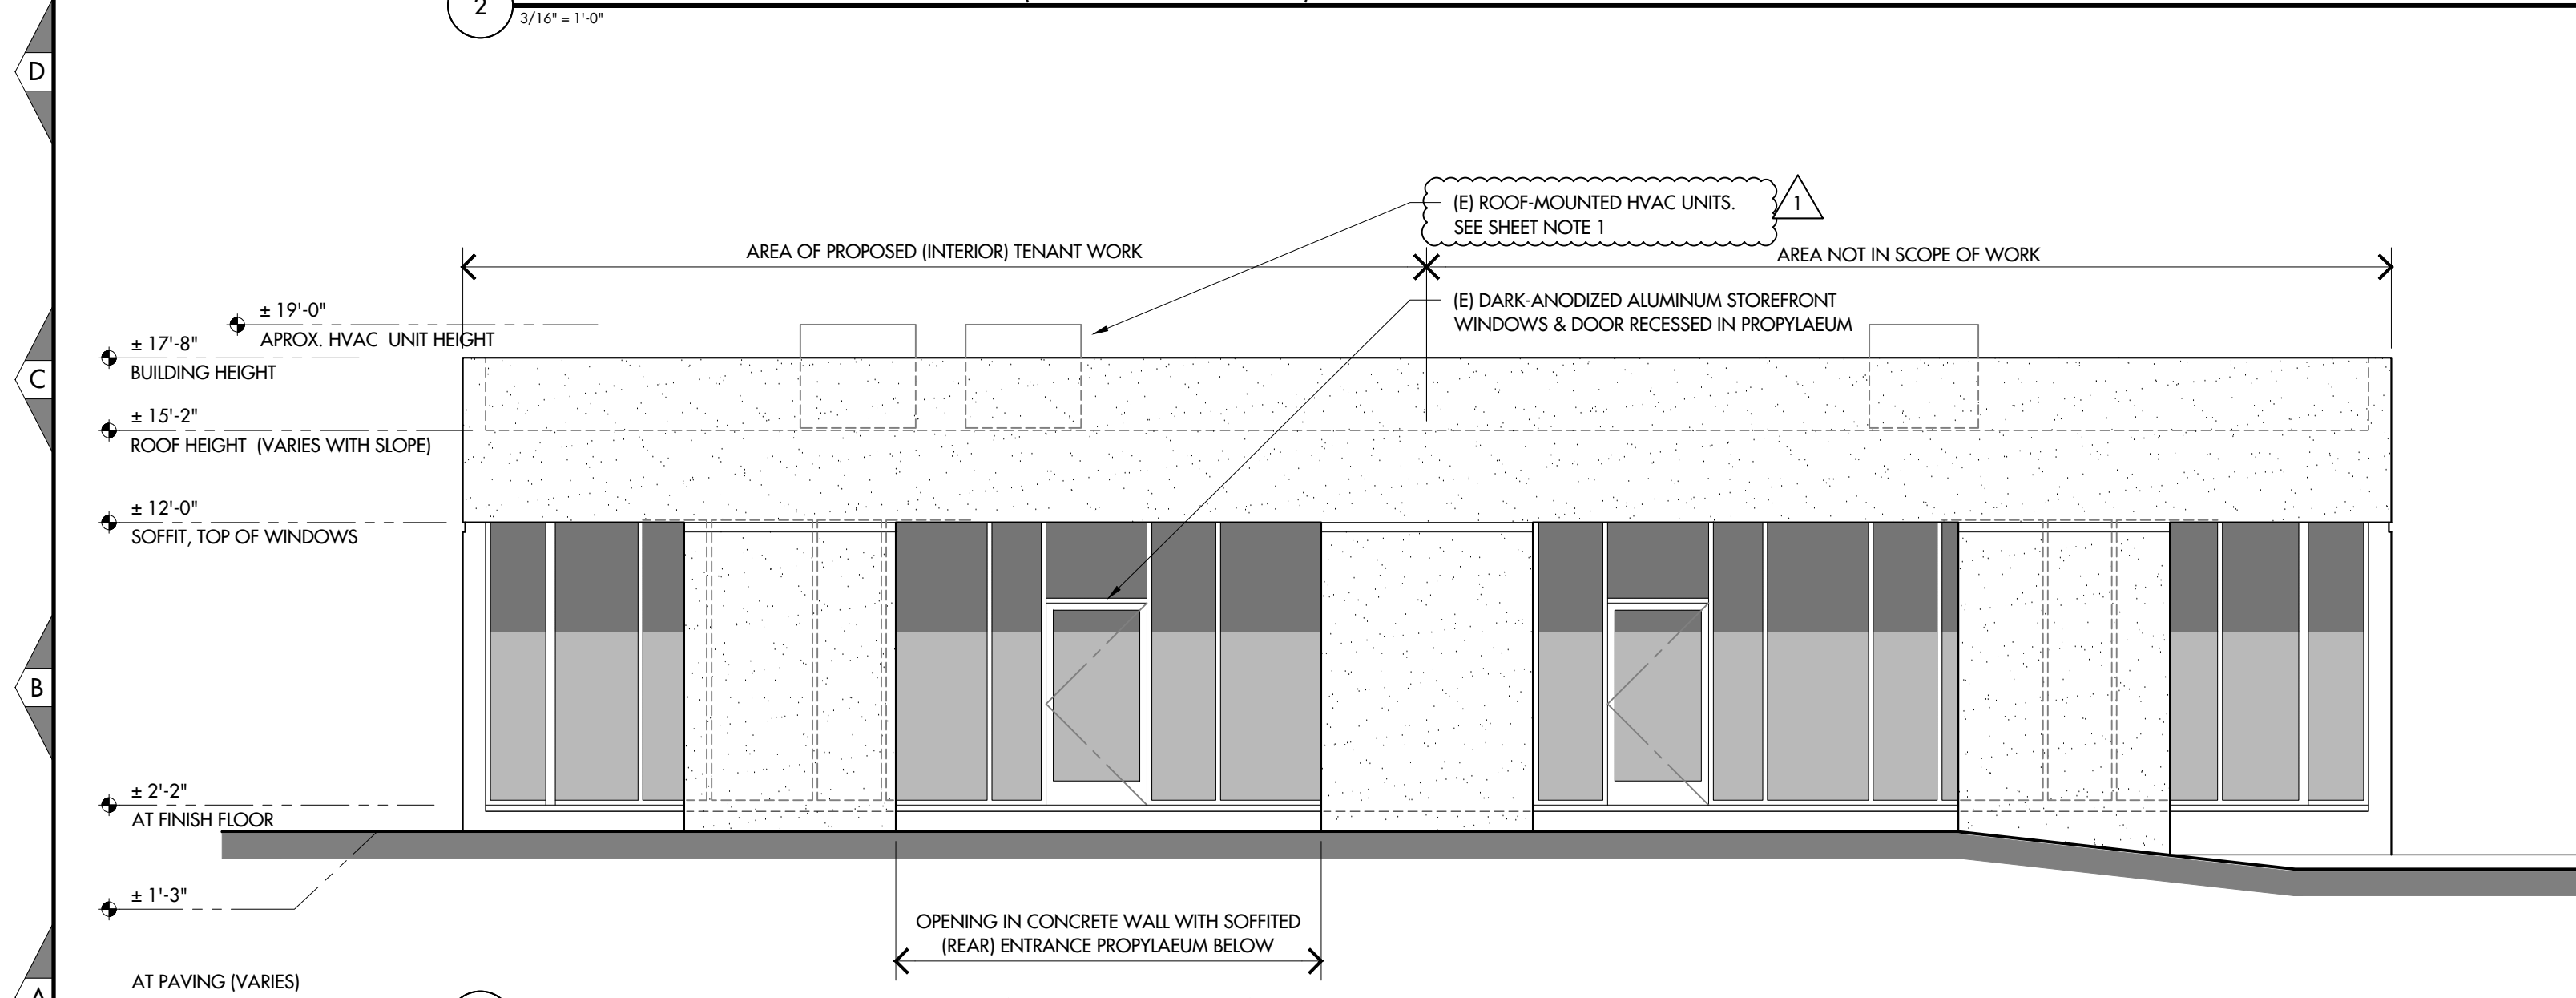 2
3/16" = 1'-0"
D
(E) ROOF-MOUNTED HVAC UNITS.
SEE SHEET NOTE 1
1
AREA OF PROPOSED (INTERIOR) TENANT WORK
AREA NOT IN SCOPE OF WORK
(E) DARK-ANODIZED ALUMINUM STOREFRONT
WINDOWS & DOOR RECESSED IN PROPYLAEUM
± 19'-0"
APROX. HVAC UNIT HEIGHT
± 17'-8"
BUILDING HEIGHT
C
± 15'-2"
ROOF HEIGHT (VARIES WITH SLOPE)
± 12'-0"
SOFFIT, TOP OF WINDOWS
B
± 2'-2"
AT FINISH FLOOR
± 1'-3"
OPENING IN CONCRETE WALL WITH SOFFITED
(REAR) ENTRANCE PROPYLAEUM BELOW
AT PAVING (VARIES)
A